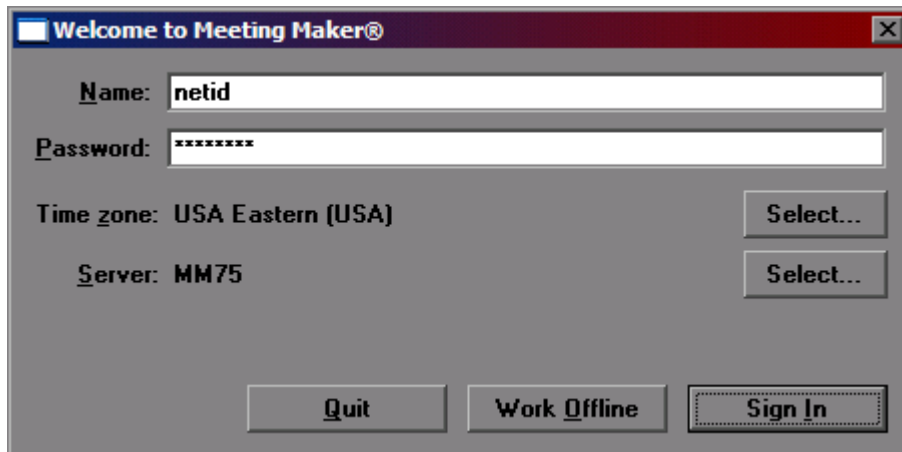 Welcome to Meeting Maker®
Name: netid
Password: ********
Time zone: USA Eastern (USA) Select...
Server: MM75 Select...
Quit Work Offline Sign In